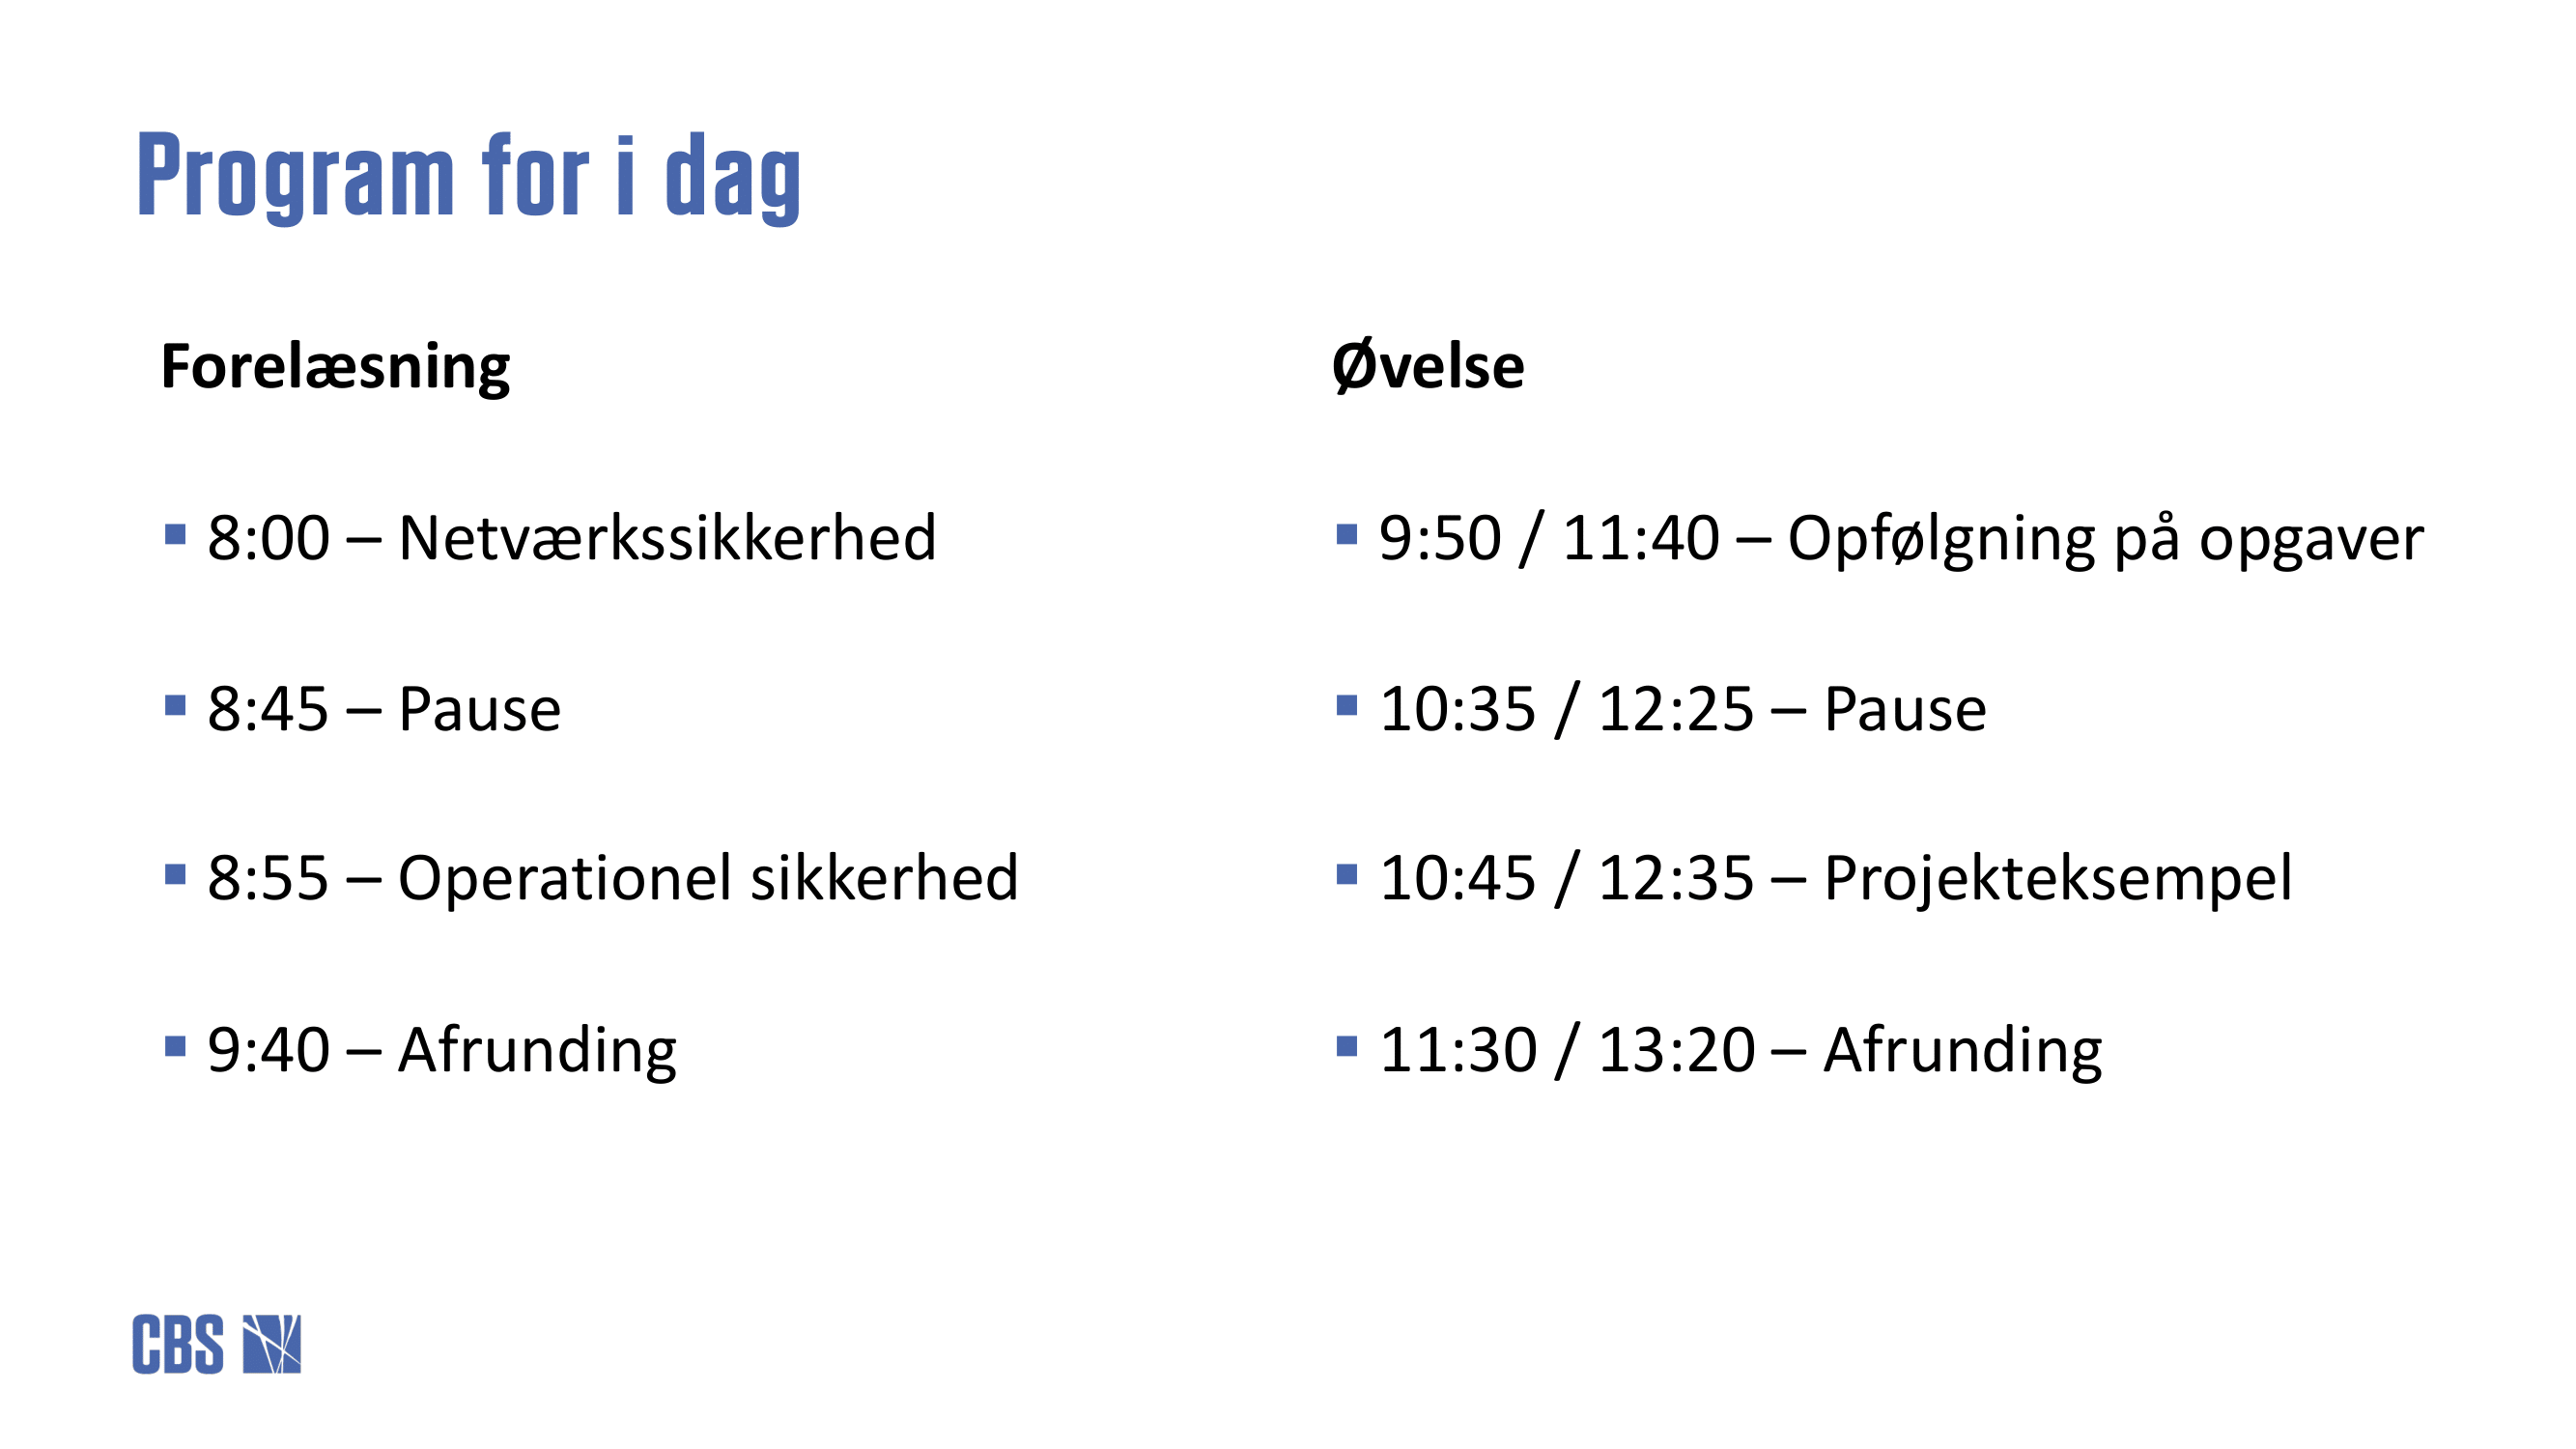 Program for i dag
Forelæsning
▪ 8:00 – Netværkssikkerhed
▪ 8:45 – Pause
▪ 8:55 – Operationel sikkerhed
▪ 9:40 – Afrunding
Øvelse
▪ 9:50 / 11:40 – Opfølgning på opgaver
▪ 10:35 / 12:25 – Pause
▪ 10:45 / 12:35 – Projekteksempel
▪ 11:30 / 13:20 – Afrunding
CBS